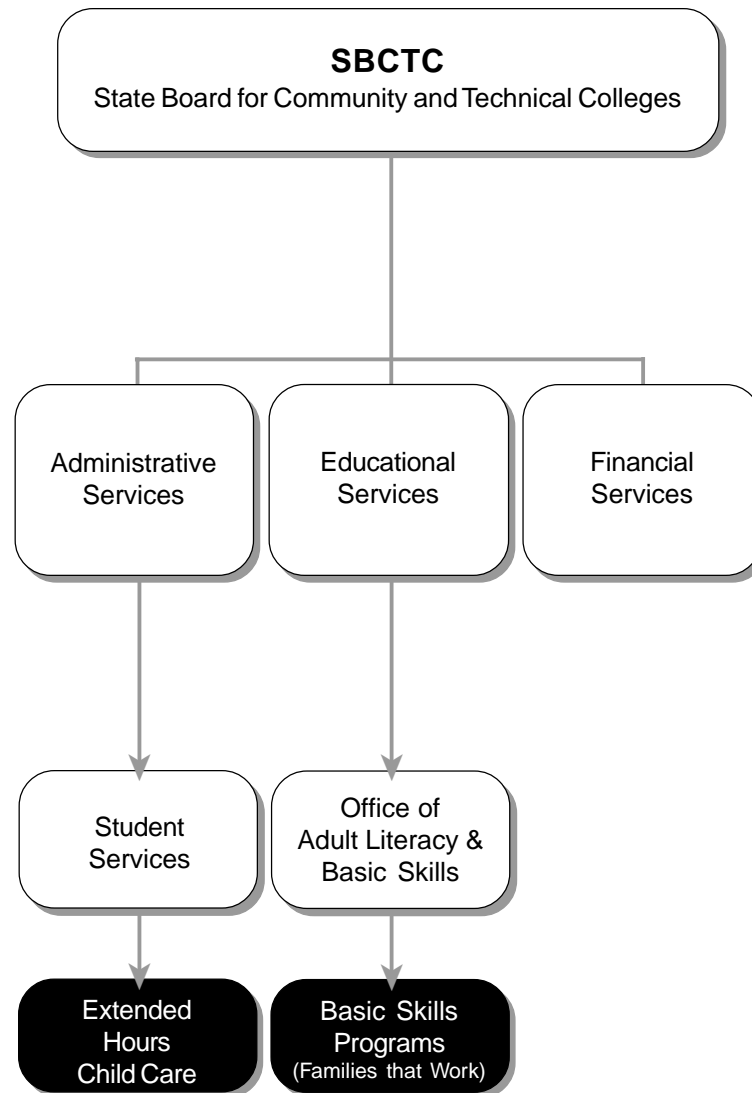 SBCTC
State Board for Community and Technical Colleges
Administrative
Services
Educational
Services
Financial
Services
Student
Services
Office of
Adult Literacy &
Basic Skills
Extended
Hours
Child Care
Basic Skills
Programs
(Families that Work)